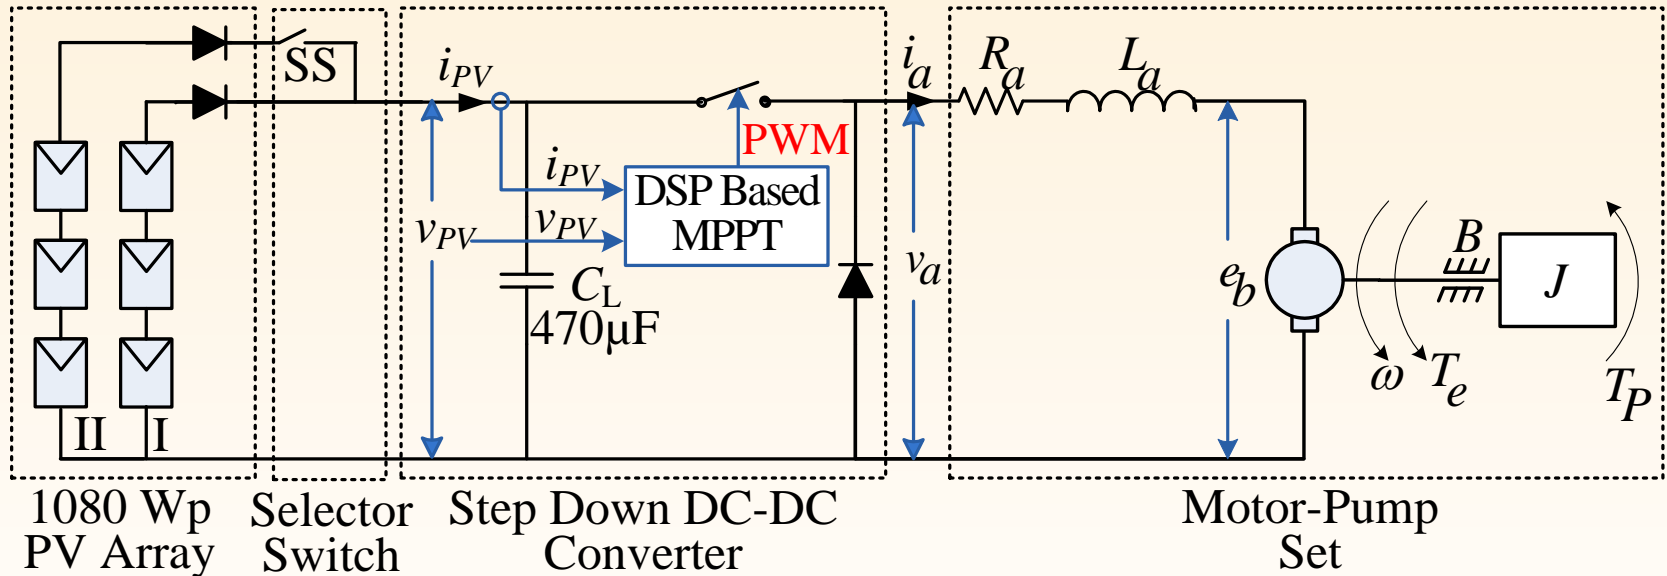 SS
i_PV
i_a
R_a
L_a
PWM
i_PV
DSP Based
MPPT
v_PV
v_PV
v_a
e_b
B
J
C_L
470μF
ω
T_e
T_P
II
I
1080 Wp
PV Array
Selector
Switch
Step Down DC-DC
Converter
Motor-Pump
Set